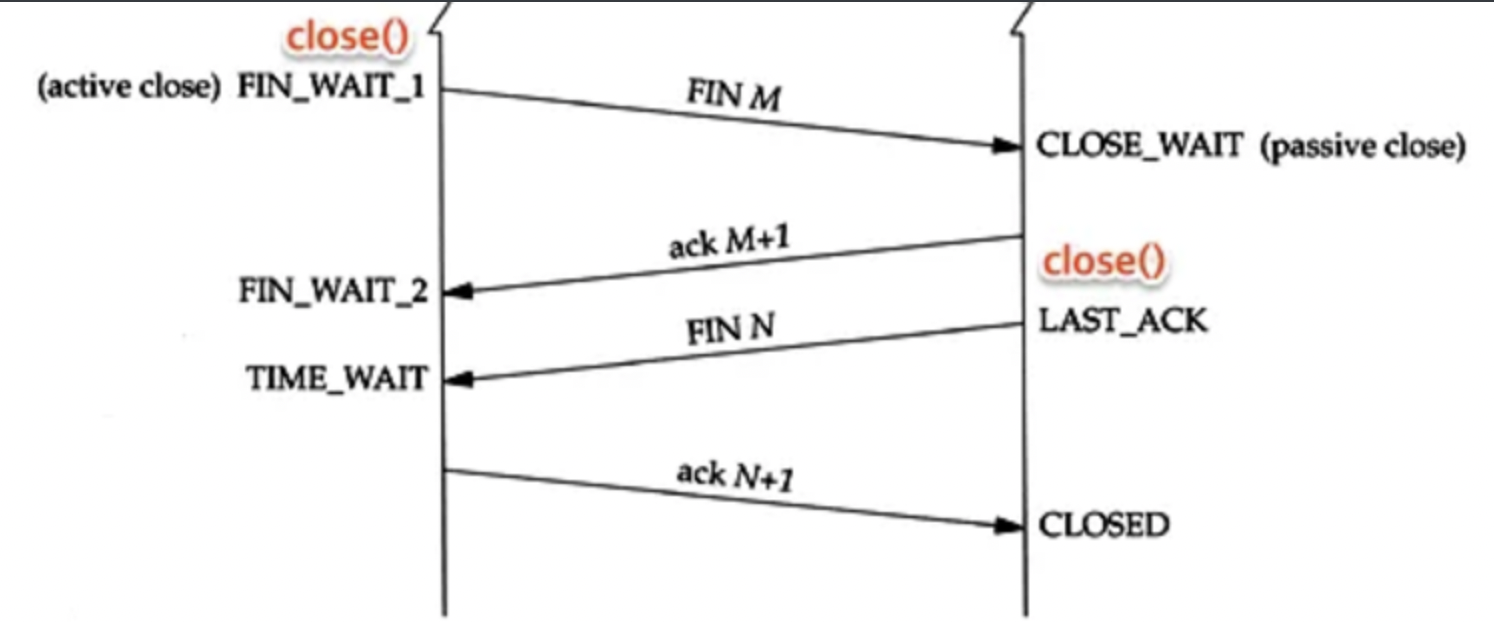 close()
(active close) FIN_WAIT_1
FIN M
CLOSE_WAIT (passive close)
ack M+1
close()
FIN_WAIT_2
FIN N
LAST_ACK
TIME_WAIT
ack N+1
CLOSED